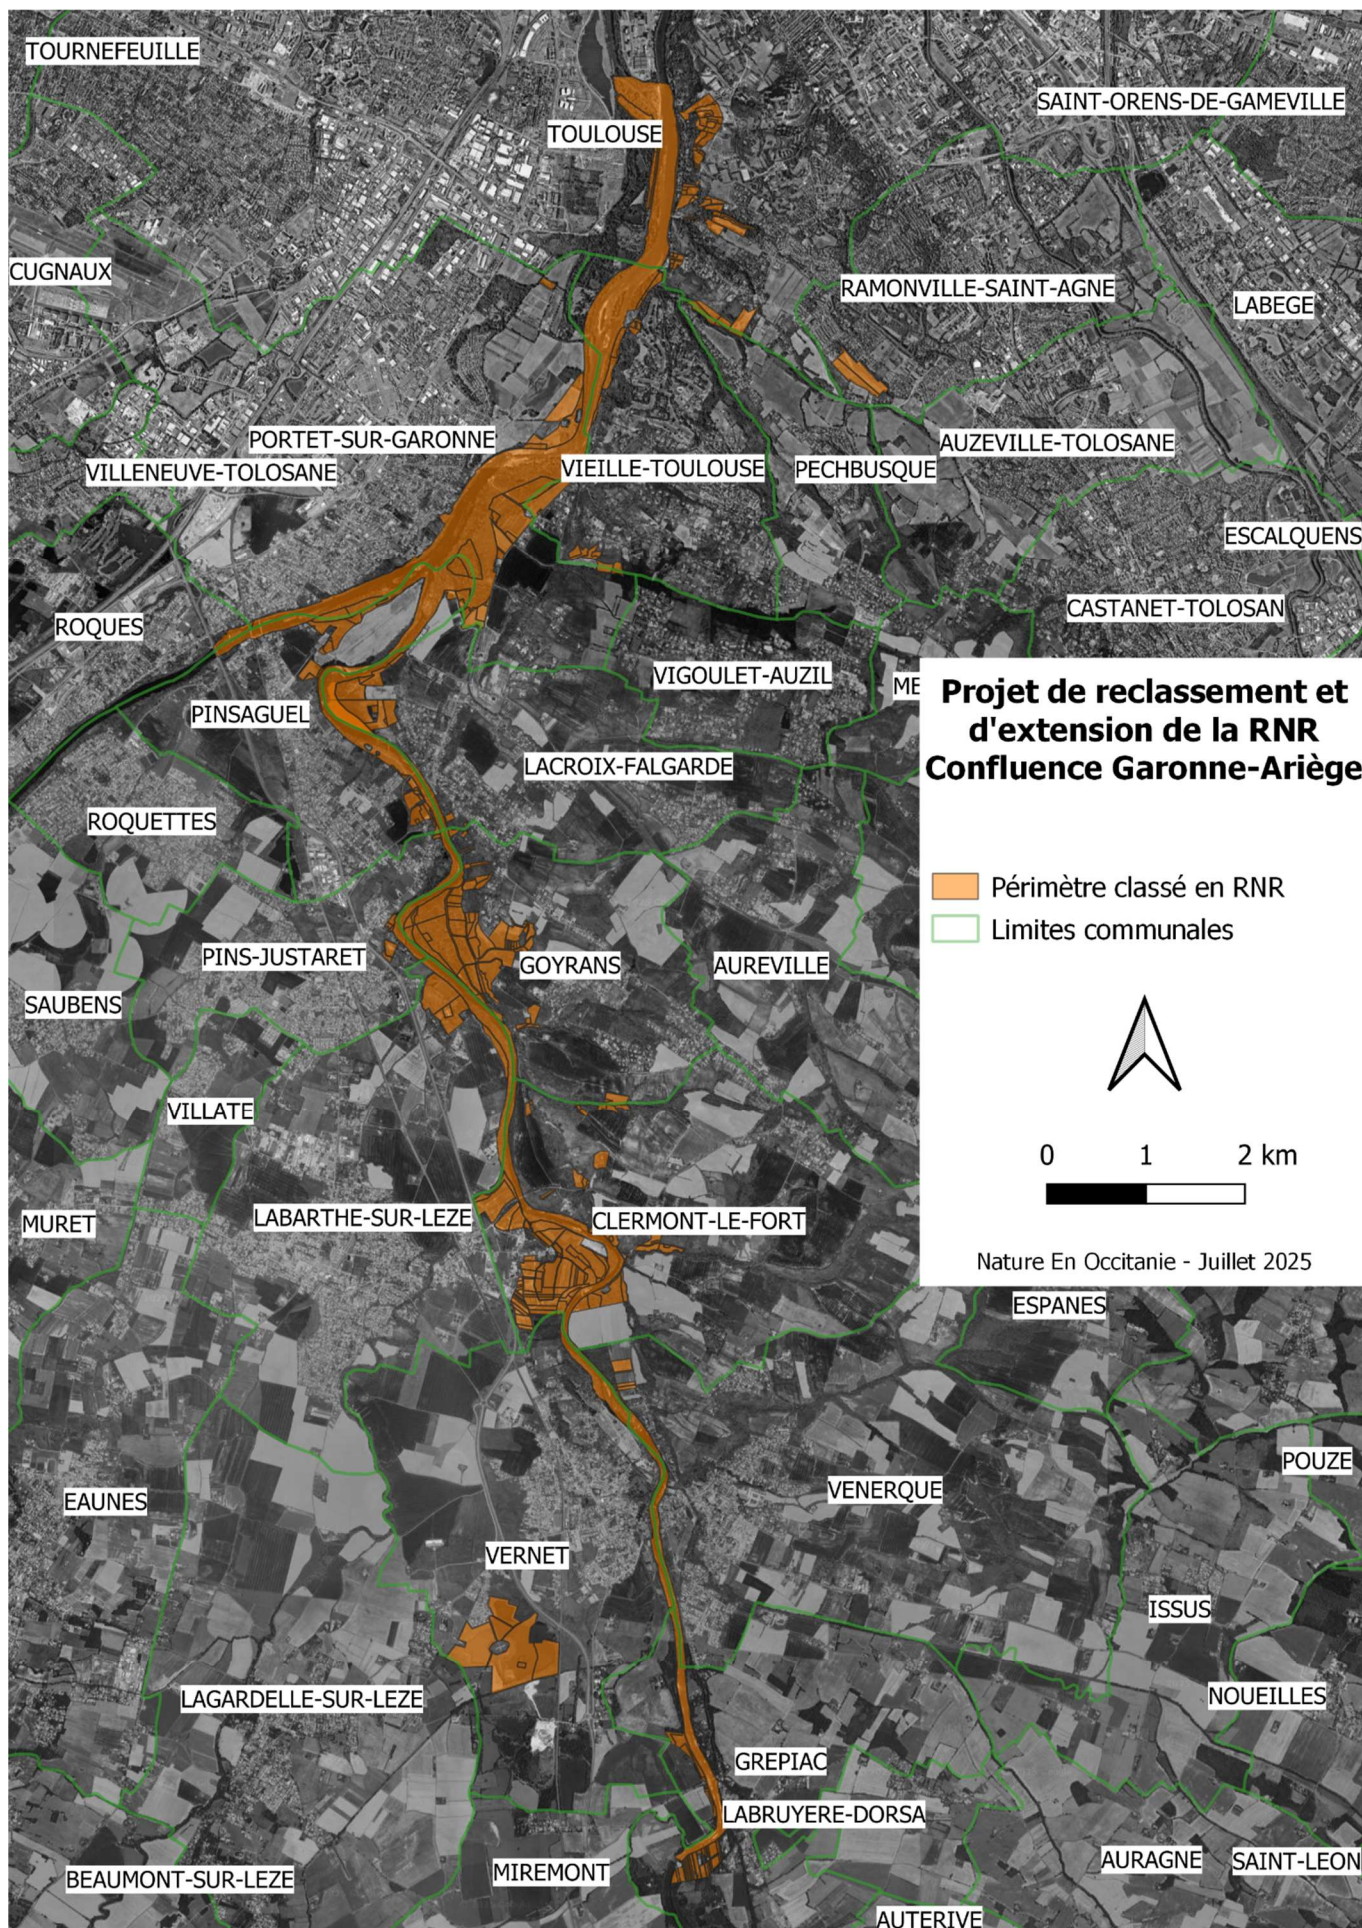 TOURNEFEUILLE
SAINT-ORENS-DE-GAMEVILLE
TOULOUSE
CUGNAUX
RAMONVILLE-SAINT-AGNE
LABEGE
PORTET-SUR-GARONNE
AUZEVILLE-TOLOSANE
VILLENEUVE-TOLOSANE
VIEILLE-TOULOUSE
PECHBUSQUE
ESCALQUENS
CASTANET-TOLOSAN
ROQUES
VIGOULET-AUZIL
ME
PINSAGUEL
Projet de reclassement et
d'extension de la RNR
Confluence Garonne-Ariège
LACROIX-FALGARDE
ROQUETTES
Périmètre classé en RNR
Limites communales
PINS-JUSTARET
GOYRANS
AUREVILLE
SAUBENS
VILLATE
0 1 2 km
MURET
LABARTHE-SUR-LEZE
CLERMONT-LE-FORT
Nature En Occitanie - Juillet 2025
ESPANES
POUZE
EAUNES
VENERQUE
VERNET
ISSUS
LAGARDELLE-SUR-LEZE
NOUEILLES
GREPIAC
LABRUYERE-DORSA
BEAUMONT-SUR-LEZE
MIREMONT
AURAGNE
SAINT-LEON
AUTERIVE